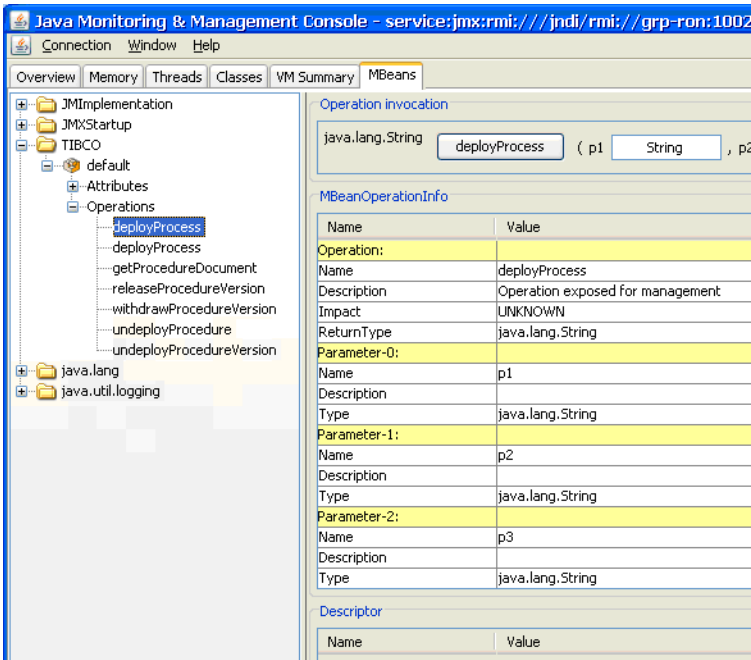 Java Monitoring & Management Console - service:jmx:rmi:///jndi/rmi://grp-ron:1002
Connection Window Help
Overview Memory Threads Classes VM Summary MBeans
JMImplementation
JMXStartup
TIBCO
default
Attributes
Operations
deployProcess
deployProcess
getProcedureDocument
releaseProcedureVersion
withdrawProcedureVersion
undeployProcedure
undeployProcedureVersion
java.lang
java.util.logging
Operation invocation
java.lang.String deployProcess ( p1 String , p2
MBeanOperationInfo
Name Value
Operation:
Name deployProcess
Description Operation exposed for management
Impact UNKNOWN
ReturnType java.lang.String
Parameter-0:
Name p1
Description
Type java.lang.String
Parameter-1:
Name p2
Description
Type java.lang.String
Parameter-2:
Name p3
Description
Type java.lang.String
Descriptor
Name Value